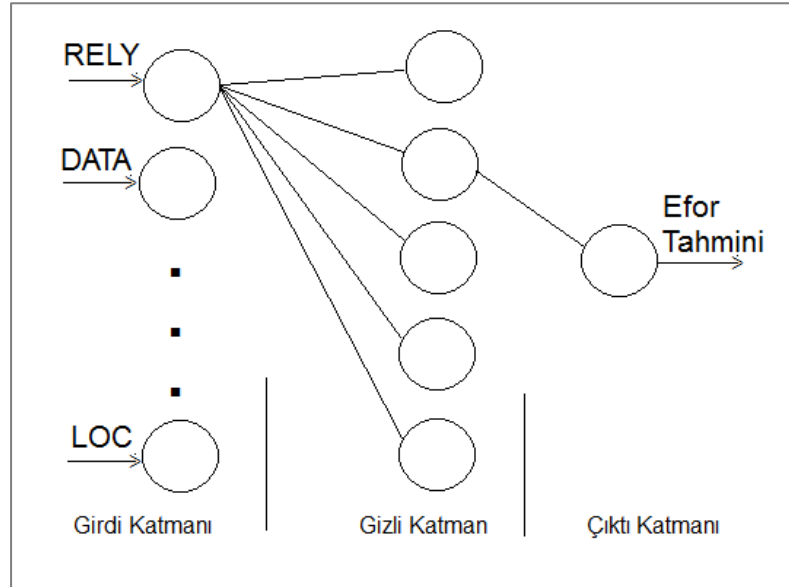 RELY
DATA
LOC
Efor
Tahmini
Girdi Katmanı
Gizli Katman
Çıktı Katmanı